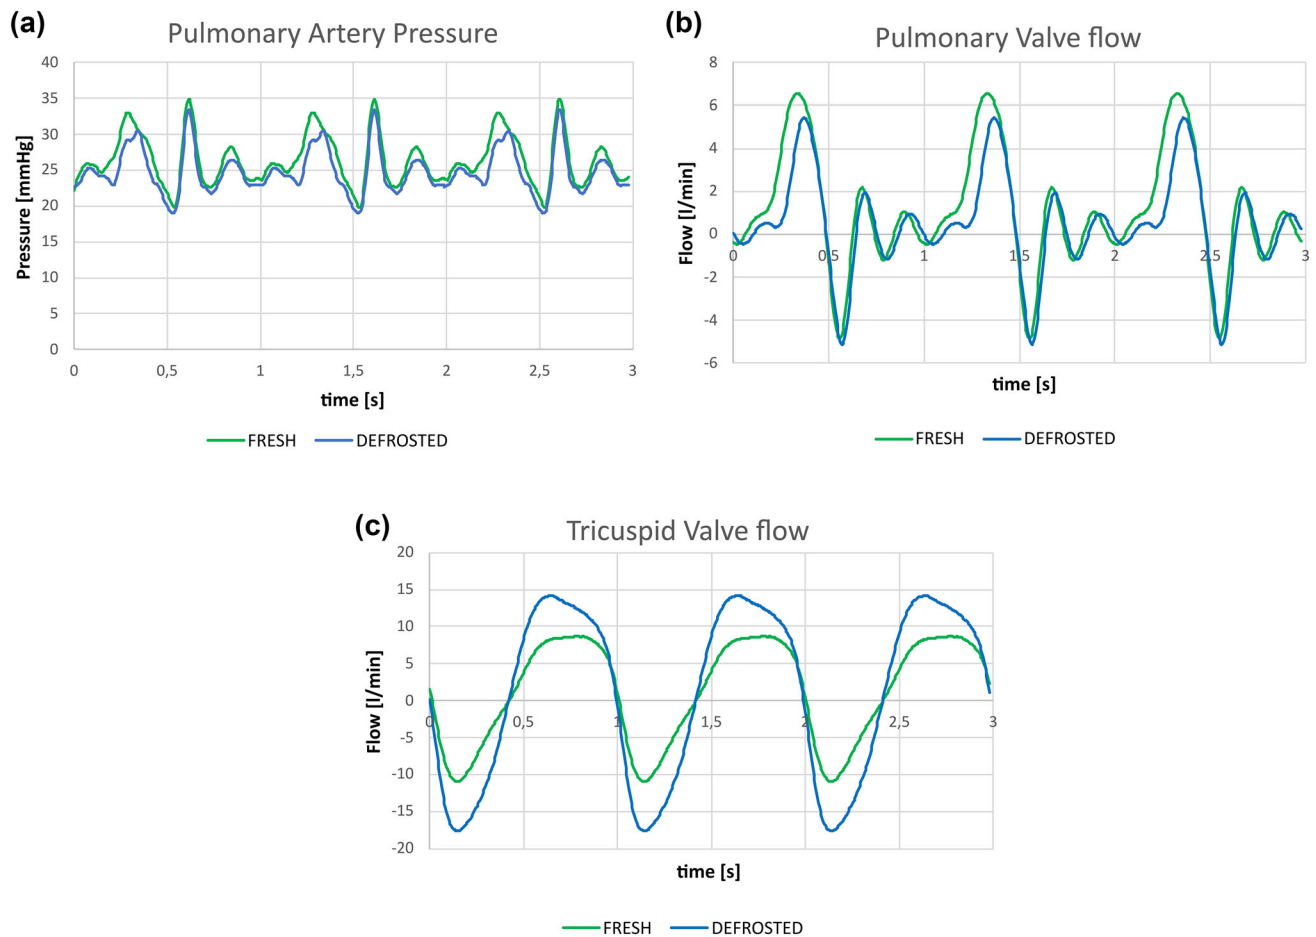 (a)
Pulmonary Artery Pressure
40
35
30
25
20
15
10
5
0
Pressure [mmHg]
0 0,5 1 1,5 2 2,5 3
time [s]
FRESH DEFROSTED
(b)
Pulmonary Valve flow
8
6
4
2
0
-2
-4
-6
Flow [l/min]
0 0,5 1 1,5 2 2,5 3
time [s]
FRESH DEFROSTED
(c)
Tricuspid Valve flow
20
15
10
5
0
-5
-10
-15
-20
Flow [l/min]
0 0,5 1 1,5 2 2,5 3
time [s]
FRESH DEFROSTED